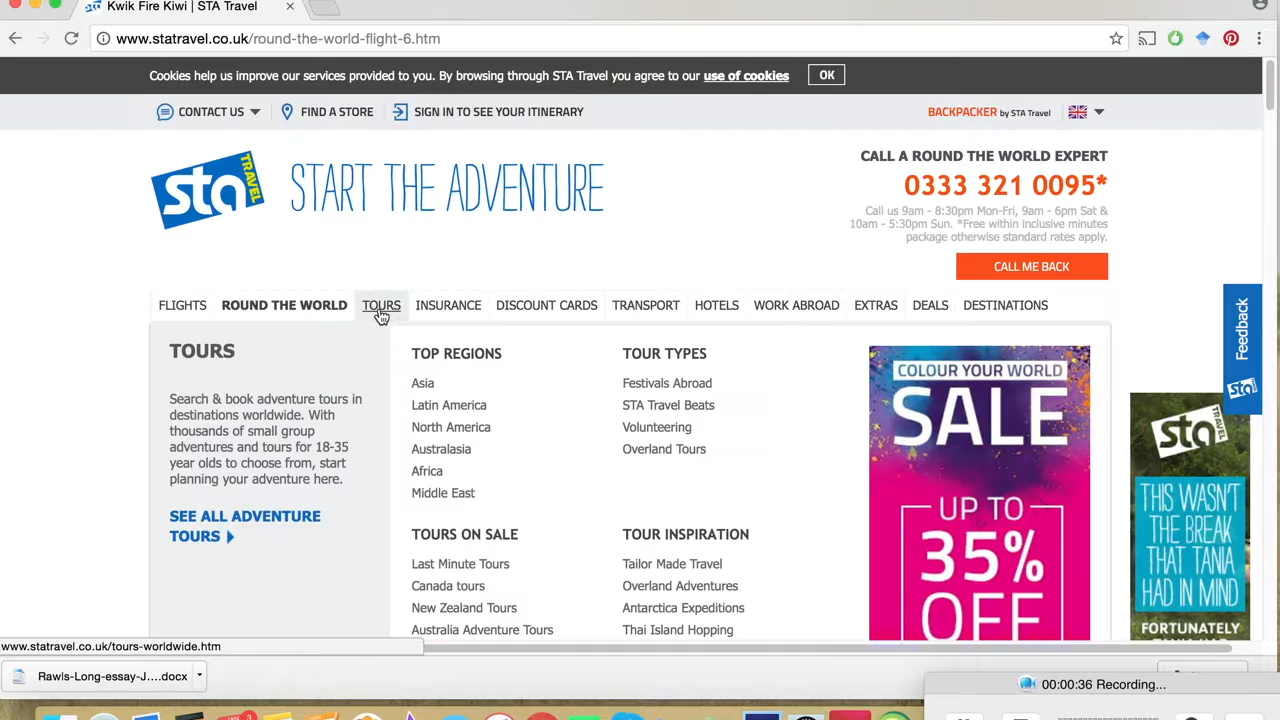 Kwik Fire Kiwi | STA Travel
www.statravel.co.uk/round-the-world-flight-6.htm
Cookies help us improve our services provided to you. By browsing through STA Travel you agree to our use of cookies OK
CONTACT US FIND A STORE SIGN IN TO SEE YOUR ITINERARY BACKPACKER by STA Travel
sta TRAVEL START THE ADVENTURE
CALL A ROUND THE WORLD EXPERT
0333 321 0095*
Call us 9am - 8:30pm Mon-Fri, 9am - 6pm Sat &
10am - 5:30pm Sun. *Free within inclusive minutes
package otherwise standard rates apply.
CALL ME BACK
FLIGHTS ROUND THE WORLD TOURS INSURANCE DISCOUNT CARDS TRANSPORT HOTELS WORK ABROAD EXTRAS DEALS DESTINATIONS
TOURS
Search & book adventure tours in
destinations worldwide. With
thousands of small group
adventures and tours for 18-35
year olds to choose from, start
planning your adventure here.
SEE ALL ADVENTURE
TOURS
TOP REGIONS
Asia
Latin America
North America
Australasia
Africa
Middle East
TOUR TYPES
Festivals Abroad
STA Travel Beats
Volunteering
Overland Tours
TOURS ON SALE
Last Minute Tours
Canada tours
New Zealand Tours
Australia Adventure Tours
TOUR INSPIRATION
Tailor Made Travel
Overland Adventures
Antarctica Expeditions
Thai Island Hopping
COLOUR YOUR WORLD
SALE
UP TO
35%
OFF
Feedback
sta
sta TRAVEL
THIS WASN'T
THE BREAK
THAT TANIA
HAD IN MIND
FORTUNATELY
www.statravel.co.uk/tours-worldwide.htm
Rawls-Long-essay-J....docx
00:00:36 Recording...